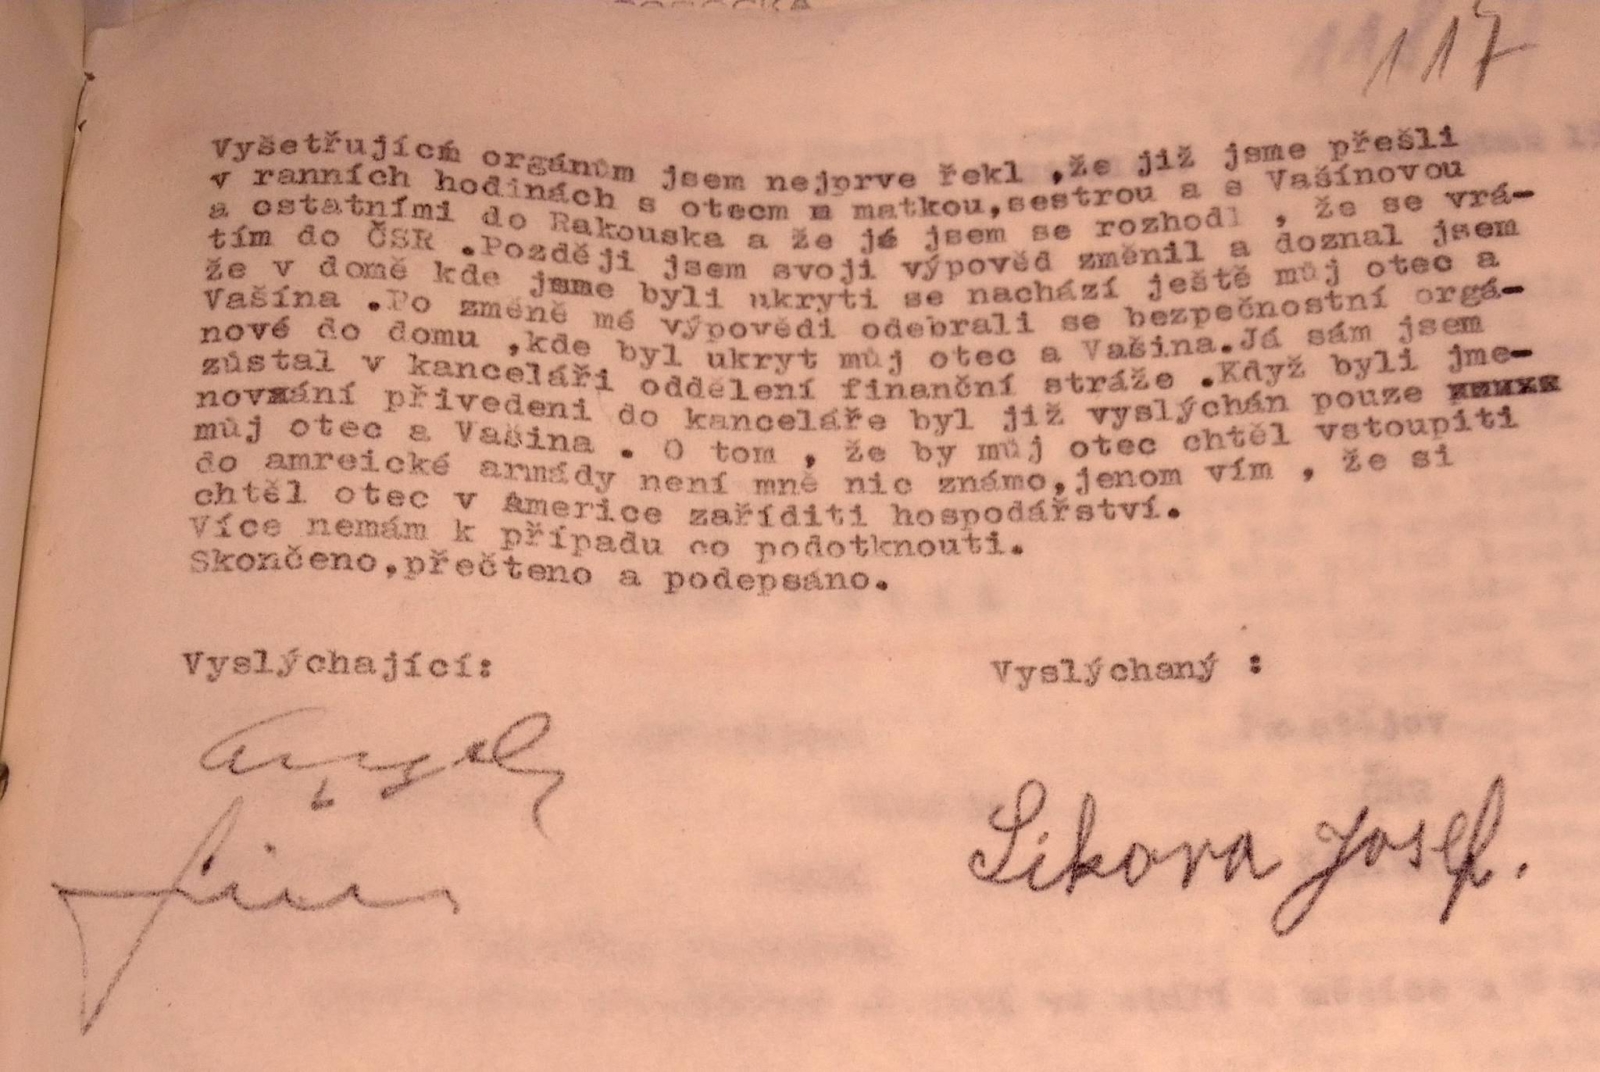 117
Vyšetřujícím orgánům jsem nejprve řekl ,že již jsme přešli
v ranních hodinách s otecm m matkou,sestrou a s Vašínovou
a ostatními do Rakouska a že já jsem se rozhodl , že se vrá-
tím do ČSR .Později jsem svoji výpověd změnil a doznal jsem
že v domě kde jsme byli ukryti se nachází ještě můj otec a
Vašína .Po změně mé výpovědi odebrali se bezpečnostní orgá-
nové do domu ,kde byl ukryt můj otec a Vašina.Já sám jsem
zůstal v kanceláři oddělení finanční stráže .Když byli jme-
novzání přivedeni do kanceláře byl již vyslýchán pouze
můj otec a Vašina . O tom , že by můj otec chtěl vstoupiti
do amreické armády není mně nic známo,jenom vím , že si
chtěl otec v Americe zaříditi hospodářství.
Více nemám k případu co podotknouti.
Skončeno,přečteno a podepsáno.
Vyslýchající:
Vyslýchaný :
Sikora Josef.